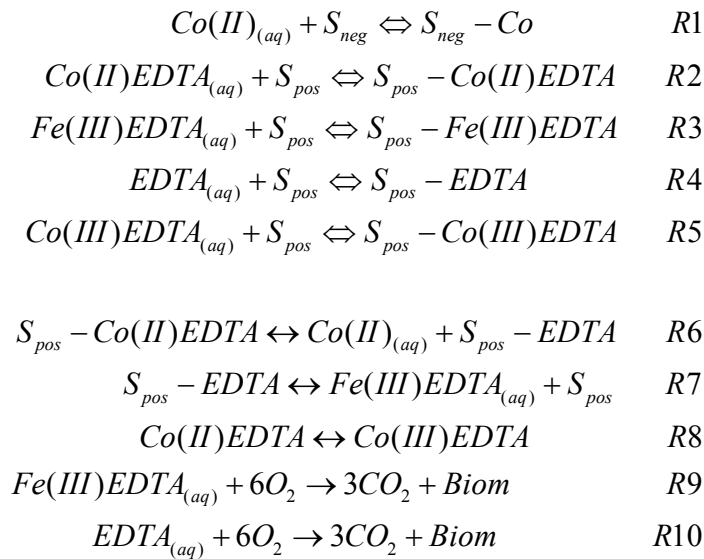 Co(II)(aq) + Sneg ⇔ Sneg − Co R1
Co(II)EDTA(aq) + Spos ⇔ Spos − Co(II)EDTA R2
Fe(III)EDTA(aq) + Spos ⇔ Spos − Fe(III)EDTA R3
EDTA(aq) + Spos ⇔ Spos − EDTA R4
Co(III)EDTA(aq) + Spos ⇔ Spos − Co(III)EDTA R5
Spos − Co(II)EDTA ↔ Co(II)(aq) + Spos − EDTA R6
Spos − EDTA ↔ Fe(III)EDTA(aq) + Spos R7
Co(II)EDTA ↔ Co(III)EDTA R8
Fe(III)EDTA(aq) + 6O2 → 3CO2 + Biom R9
EDTA(aq) + 6O2 → 3CO2 + Biom R10